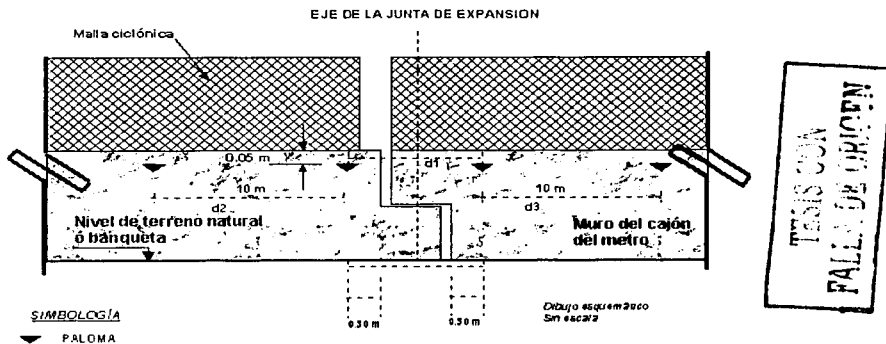 EJE DE LA JUNTA DE EXPANSION
Malla ciclónica
0.05 m
d1
10 m
d2
10 m
d3
Nivel de terreno natural
ó banqueta
Muro del cajón
del metro
SIMBOLOGÍA
PALOMA
0.50 m
0.50 m
Dibujo esquemático
Sin escala
TESIS CON
FALLA DE ORIGEN